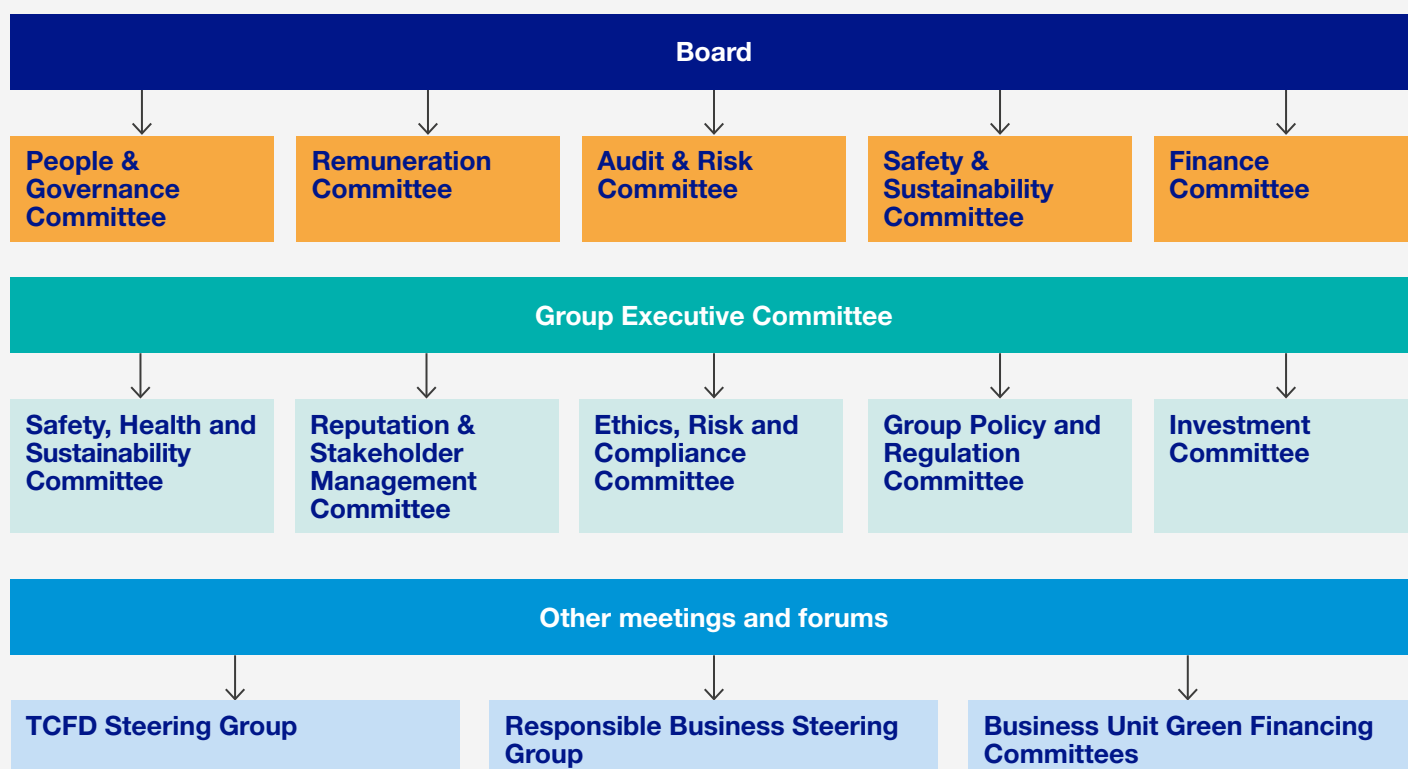 Board
People &
Governance
Committee
Remuneration
Committee
Audit & Risk
Committee
Safety &
Sustainability
Committee
Finance
Committee
Group Executive Committee
Safety, Health and
Sustainability
Committee
Reputation &
Stakeholder
Management
Committee
Ethics, Risk and
Compliance
Committee
Group Policy and
Regulation
Committee
Investment
Committee
Other meetings and forums
TCFD Steering Group
Responsible Business Steering
Group
Business Unit Green Financing
Committees